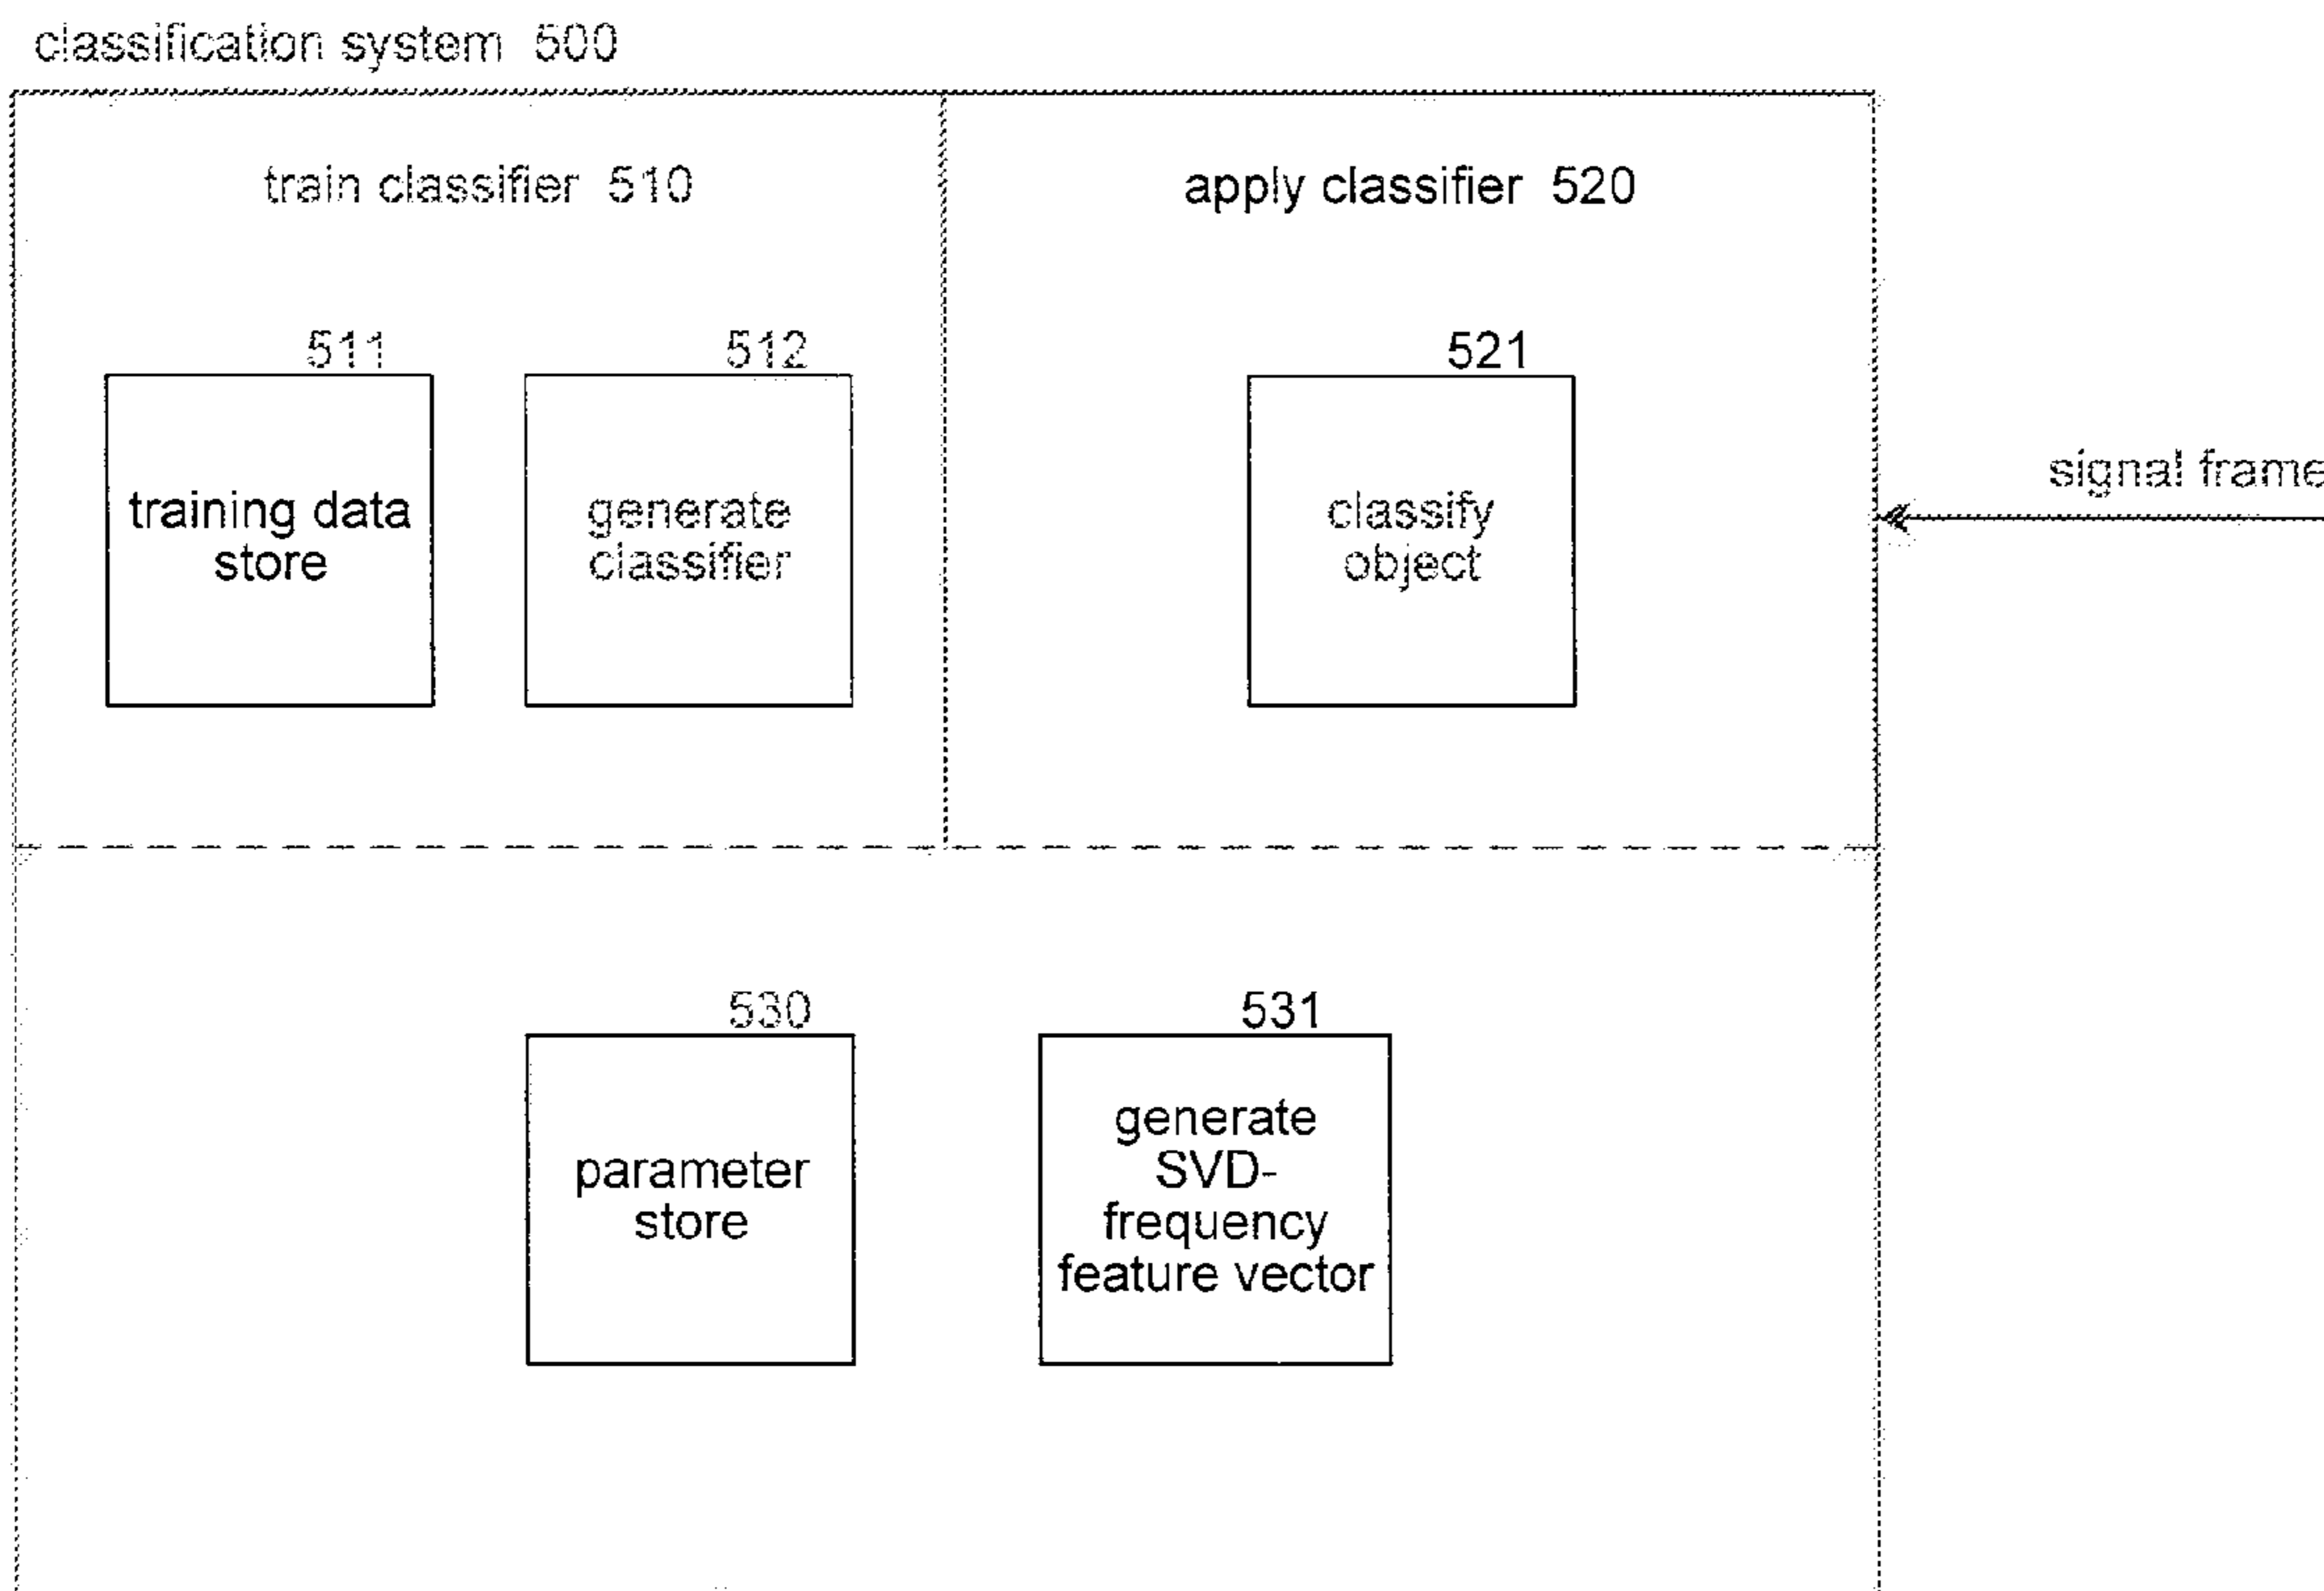 classification system 500
train classifier 510
apply classifier 520
511
512
521
training data
store
generate
classifier
classify
object
signal frame
530
531
parameter
store
generate
SVD-
frequency
feature vector